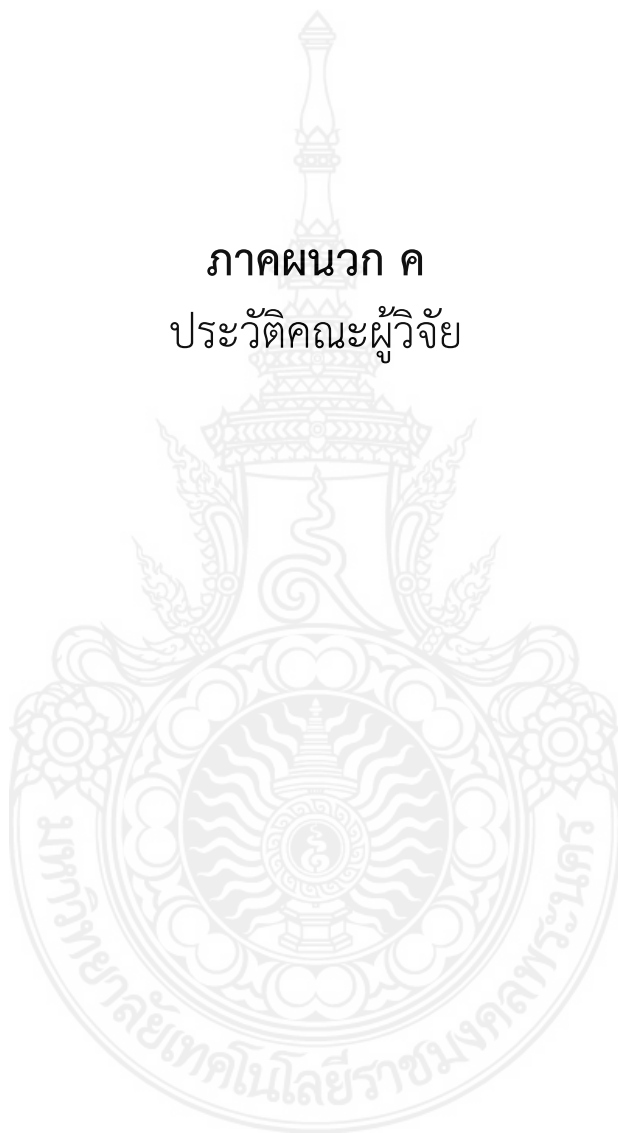 ภาคผนวก ค
ประวัติคณะผู้วิจัย
มหาวิทยาลัยเทคโนโลยีราชมงคลพระนคร